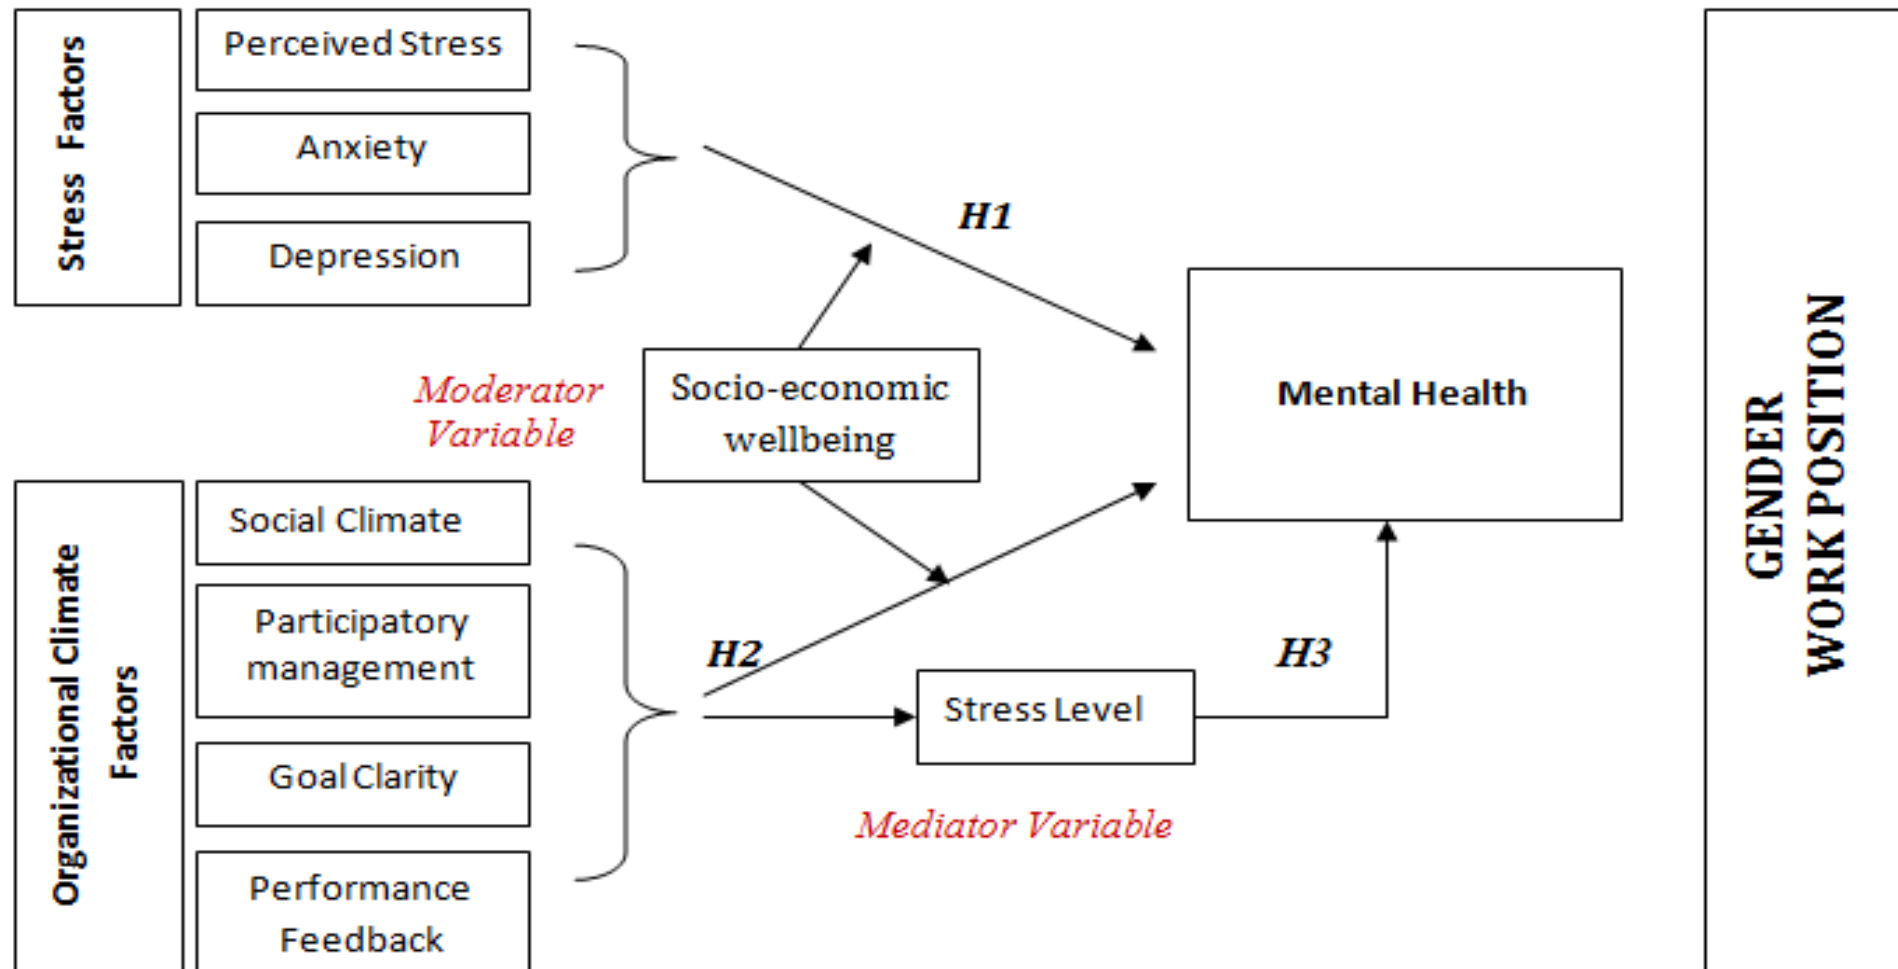 Stress Factors
Perceived Stress
Anxiety
Depression
H1
Moderator
Variable
Socio-economic
wellbeing
Mental Health
Organizational Climate
Factors
Social Climate
Participatory
management
Goal Clarity
Performance
Feedback
H2
Stress Level
H3
Mediator Variable
GENDER
WORK POSITION